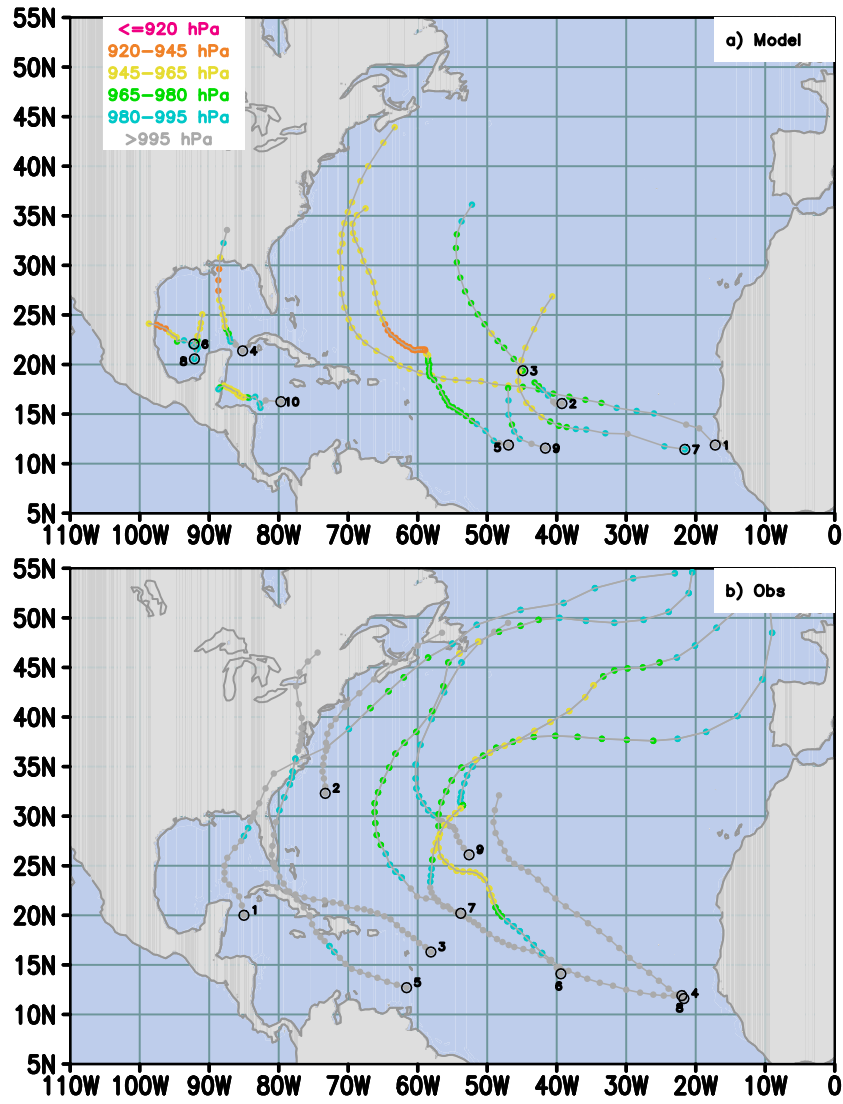 55N
<=920 hPa
920-945 hPa
945-965 hPa
965-980 hPa
980-995 hPa
>995 hPa
a) Model
50N
45N
40N
35N
30N
25N
20N
15N
10N
5N
6
8
4
10
3
2
5
9
7
1
110W 100W 90W 80W 70W 60W 50W 40W 30W 20W 10W 0
55N
b) Obs
50N
45N
40N
35N
30N
25N
20N
15N
10N
5N
2
9
1
7
3
5
6
4
8
110W 100W 90W 80W 70W 60W 50W 40W 30W 20W 10W 0